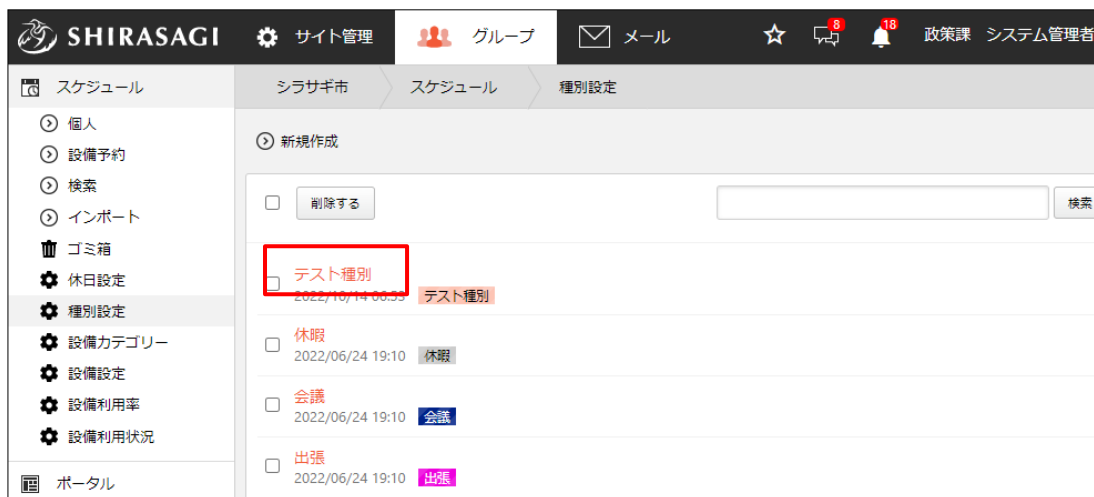 SHIRASAGI サイト管理 グループ メール 8 18 政策課 システム管理者
スケジュール
個人
設備予約
検索
インポート
ゴミ箱
休日設定
種別設定
設備カテゴリー
設備設定
設備利用率
設備利用状況
ポータル
シラサギ市 スケジュール 種別設定
新規作成
削除する 検索
テスト種別
2022/10/14 06:53 テスト種別
休暇
2022/06/24 19:10 休暇
会議
2022/06/24 19:10 会議
出張
2022/06/24 19:10 出張